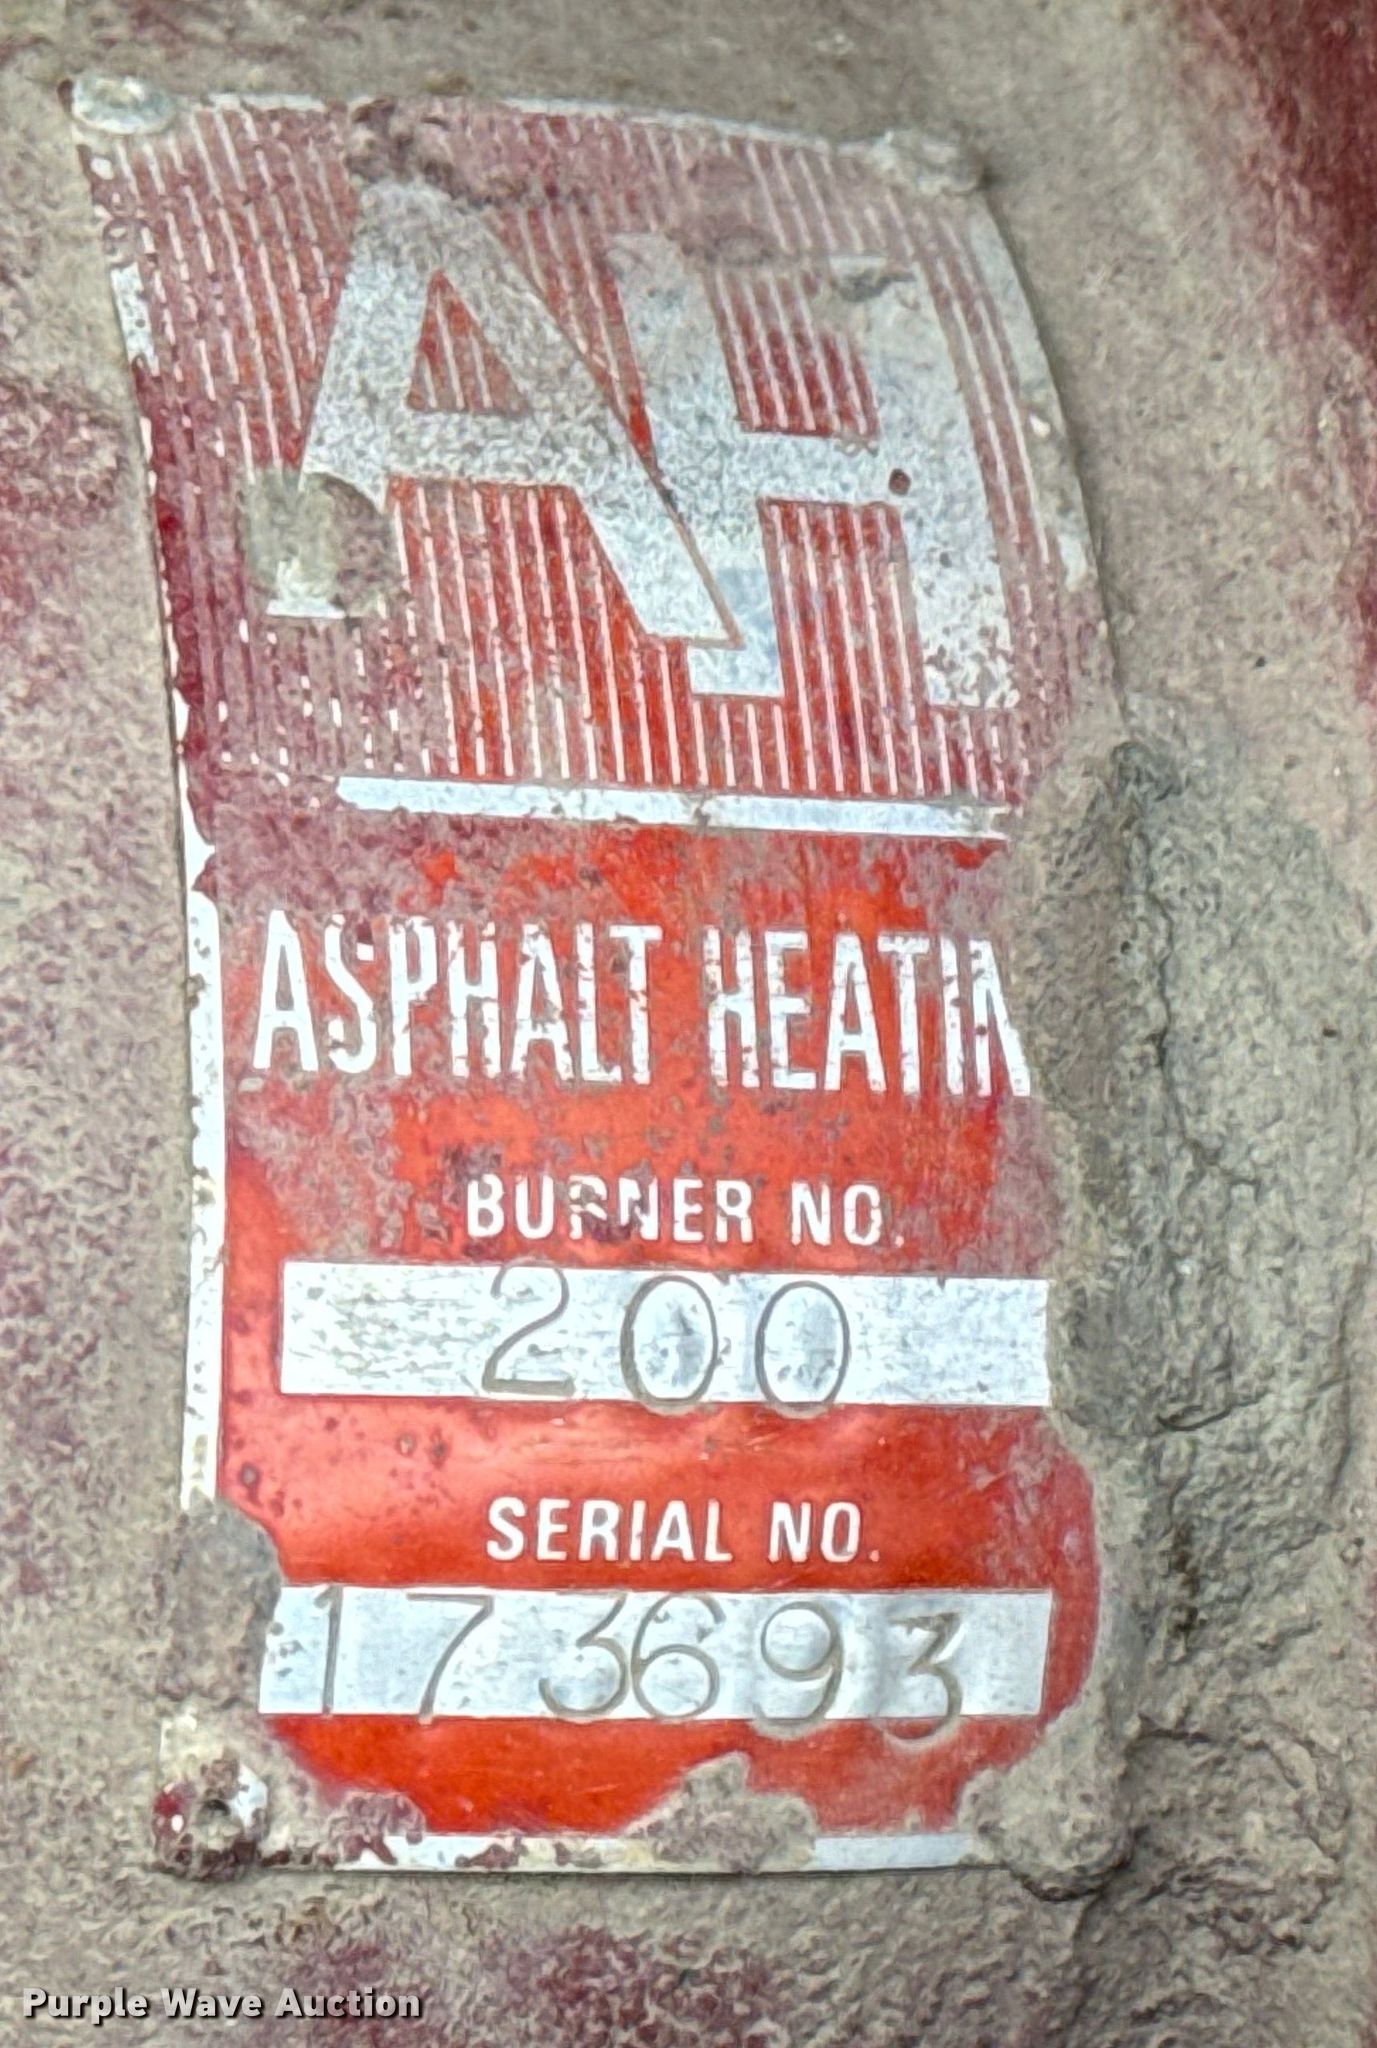 AH
ASPHALT HEATIN
BURNER NO.
200
SERIAL NO.
173693
Purple Wave Auction